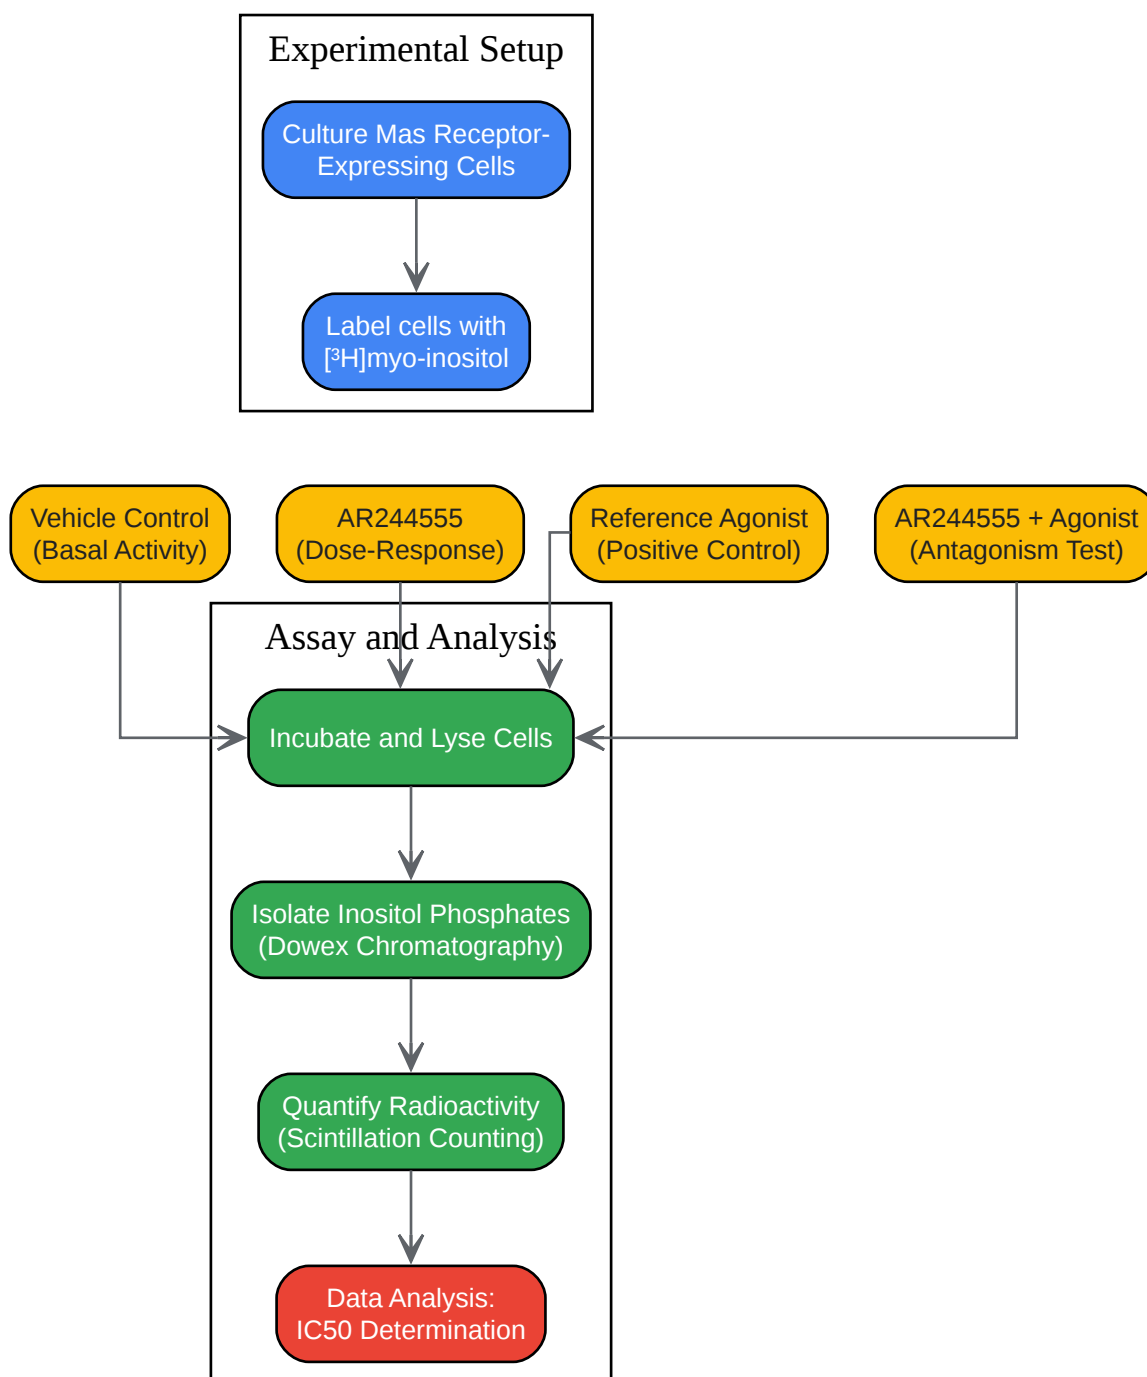 Experimental Setup
Culture Mas Receptor-
Expressing Cells
Label cells with
[³H]myo-inositol
Vehicle Control
(Basal Activity)
AR244555
(Dose-Response)
Reference Agonist
(Positive Control)
AR244555 + Agonist
(Antagonism Test)
Assay and Analysis
Incubate and Lyse Cells
Isolate Inositol Phosphates
(Dowex Chromatography)
Quantify Radioactivity
(Scintillation Counting)
Data Analysis:
IC50 Determination